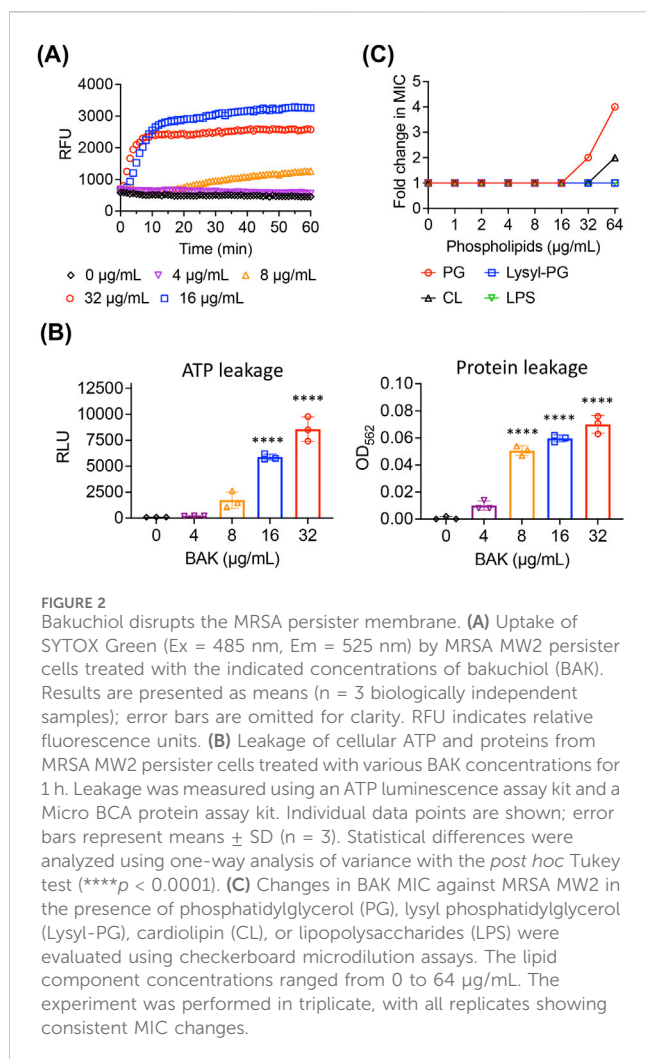 (A)
4000
3000
2000
1000
0
RFU
0 10 20 30 40 50 60
Time (min)
◇ 0 µg/mL ▽ 4 µg/mL △ 8 µg/mL
○ 32 µg/mL □ 16 µg/mL
(C)
5
4
3
2
1
0
Fold change in MIC
0 1 2 4 8 16 32 64
Phospholipids (µg/mL)
PG Lysyl-PG
CL LPS
(B)
ATP leakage
12500
10000
7500
5000
2500
0
RLU
****
****
0 4 8 16 32
BAK (µg/mL)
Protein leakage
0.10
0.08
0.06
0.04
0.02
0.00
OD562
****
****
****
0 4 8 16 32
BAK (µg/mL)
FIGURE 2
Bakuchiol disrupts the MRSA persister membrane. (A) Uptake of
SYTOX Green (Ex = 485 nm, Em = 525 nm) by MRSA MW2 persister
cells treated with the indicated concentrations of bakuchiol (BAK).
Results are presented as means (n = 3 biologically independent
samples); error bars are omitted for clarity. RFU indicates relative
fluorescence units. (B) Leakage of cellular ATP and proteins from
MRSA MW2 persister cells treated with various BAK concentrations for
1 h. Leakage was measured using an ATP luminescence assay kit and a
Micro BCA protein assay kit. Individual data points are shown; error
bars represent means ± SD (n = 3). Statistical differences were
analyzed using one-way analysis of variance with the post hoc Tukey
test (****p < 0.0001). (C) Changes in BAK MIC against MRSA MW2 in
the presence of phosphatidylglycerol (PG), lysyl phosphatidylglycerol
(Lysyl-PG), cardiolipin (CL), or lipopolysaccharides (LPS) were
evaluated using checkerboard microdilution assays. The lipid
component concentrations ranged from 0 to 64 µg/mL. The
experiment was performed in triplicate, with all replicates showing
consistent MIC changes.